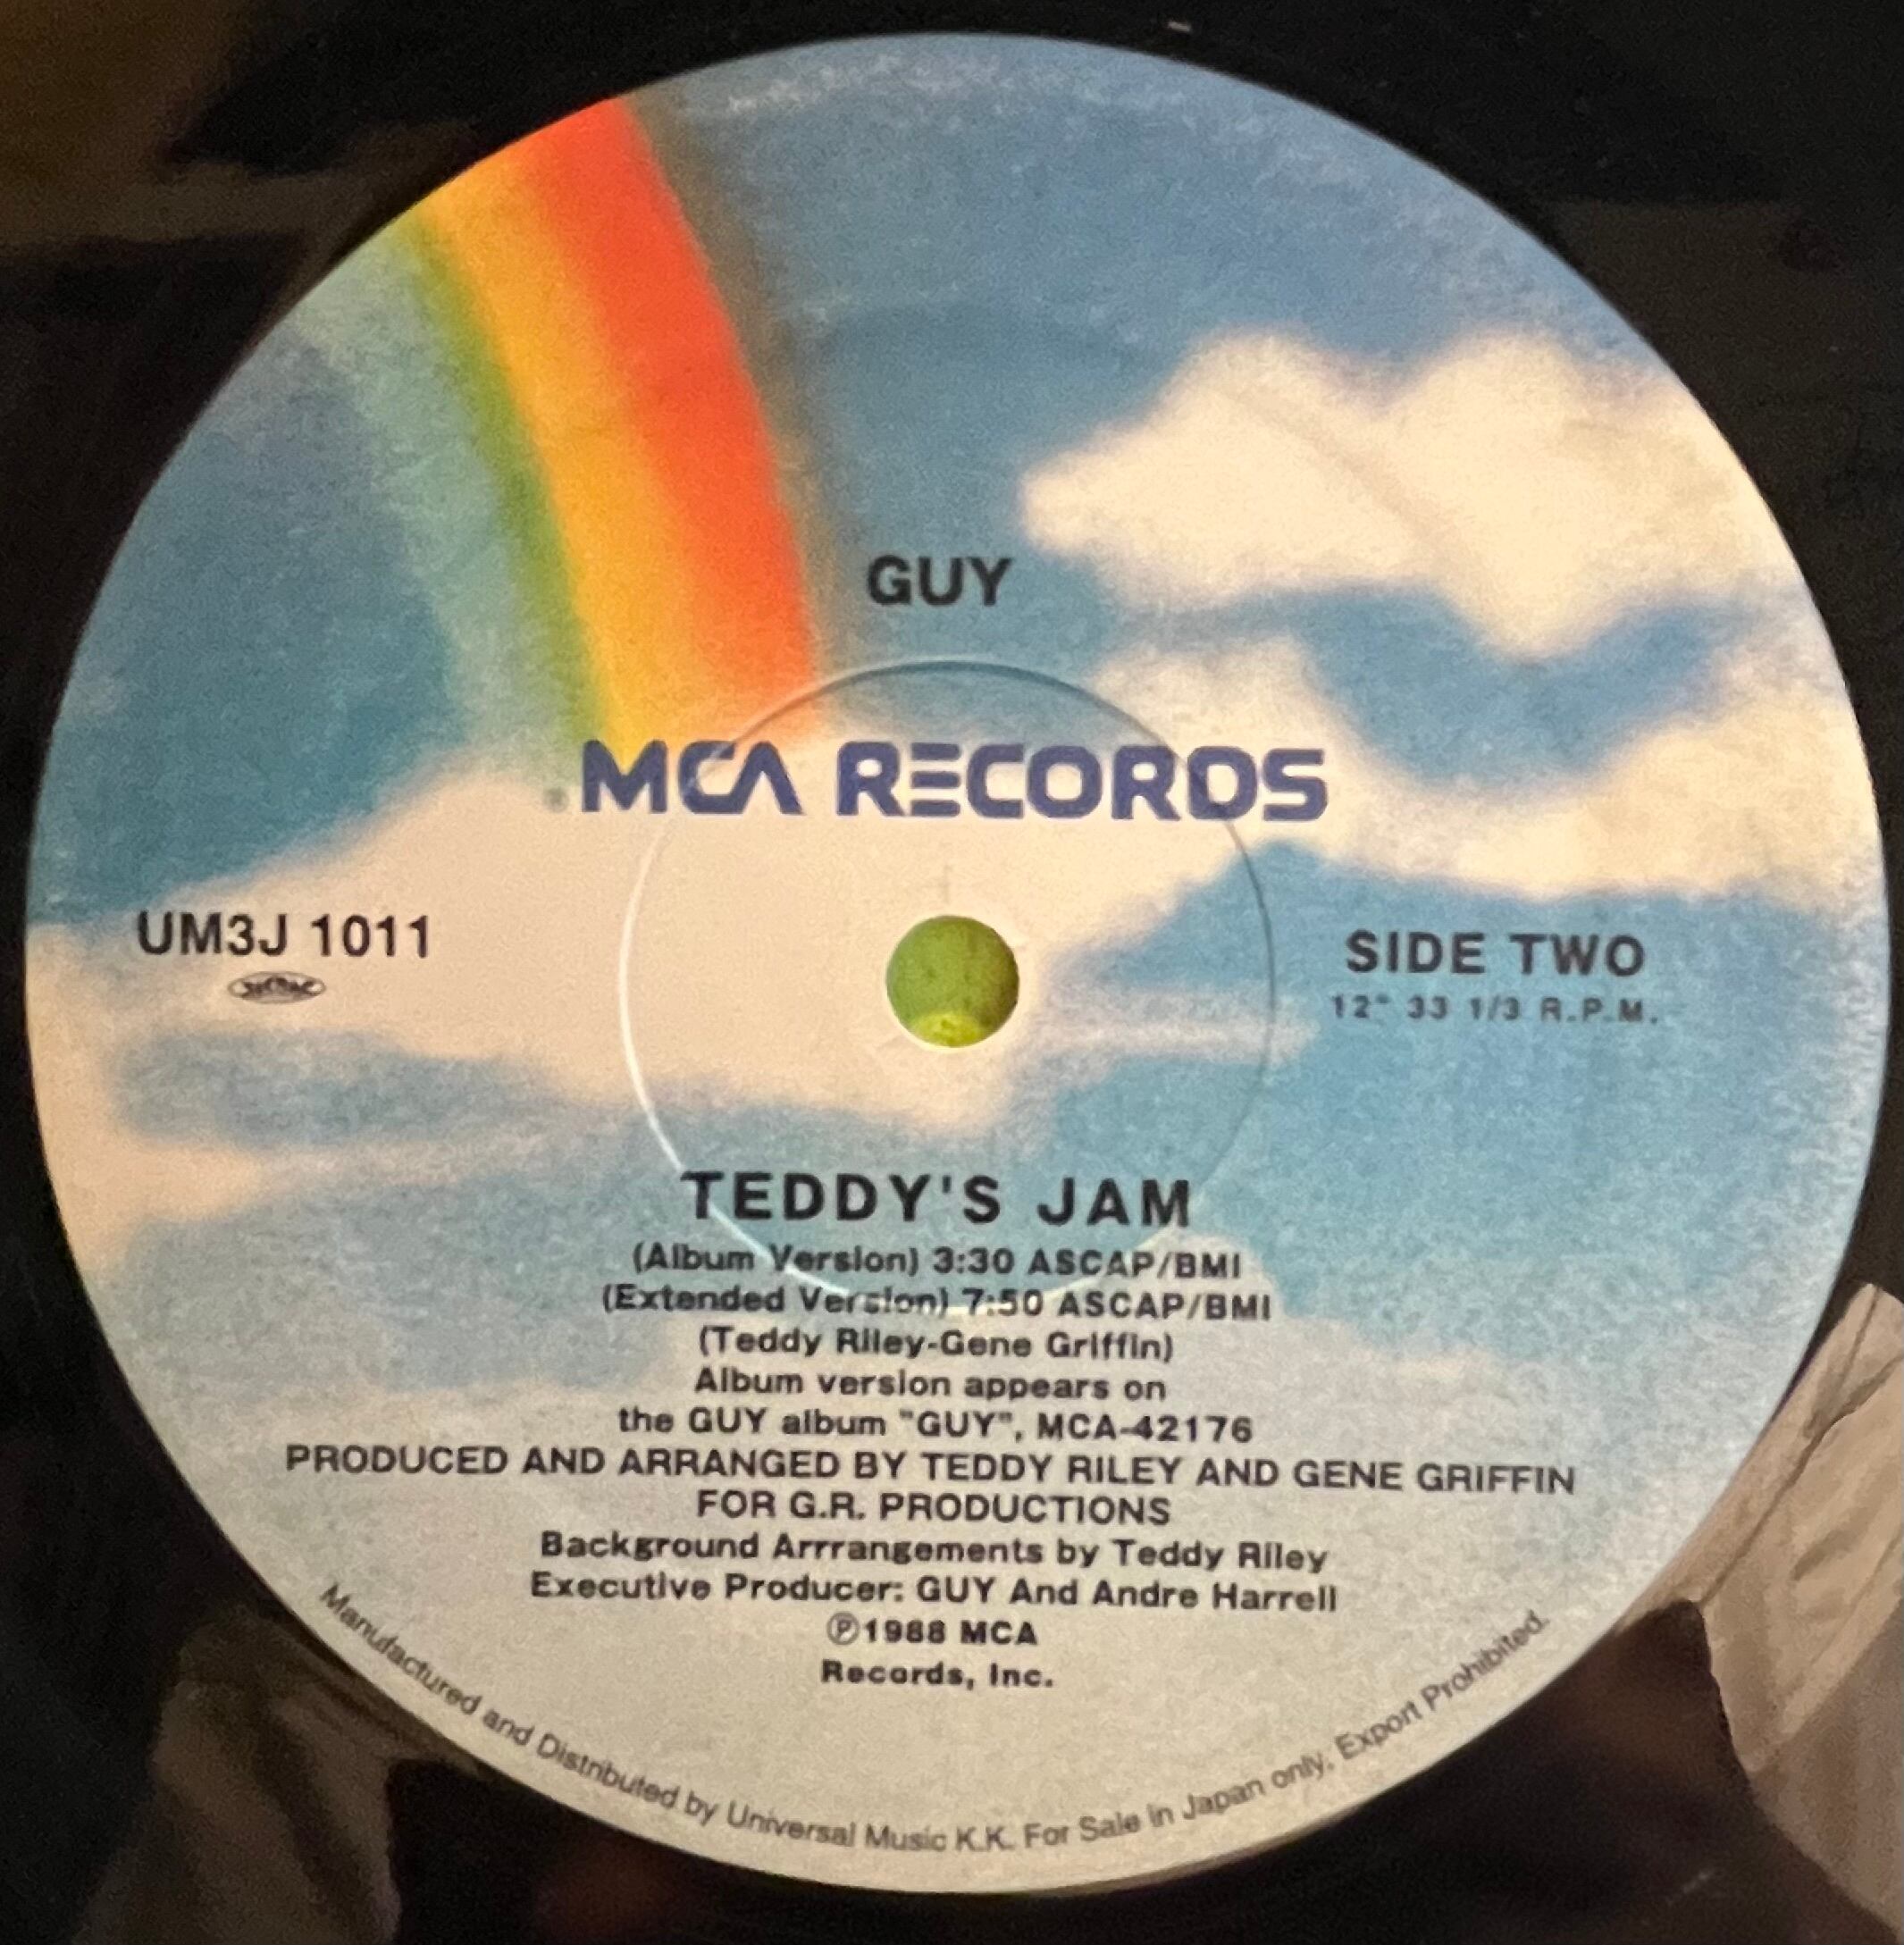 GUY
MCA RECORDS
UM3J 1011
SIDE TWO
12" 33 1/3 R.P.M.
TEDDY'S JAM
(Album Version) 3:30 ASCAP/BMI
(Extended Version) 7:50 ASCAP/BMI
(Teddy Riley-Gene Griffin)
Album version appears on
the GUY album "GUY", MCA-42176
PRODUCED AND ARRANGED BY TEDDY RILEY AND GENE GRIFFIN
FOR G.R. PRODUCTIONS
Background Arrrangements by Teddy Riley
Executive Producer: GUY And Andre Harrell
Ⓟ1988 MCA
Records, Inc.
Manufactured and Distributed by Universal Music K.K. For Sale in Japan only, Export Prohibited.